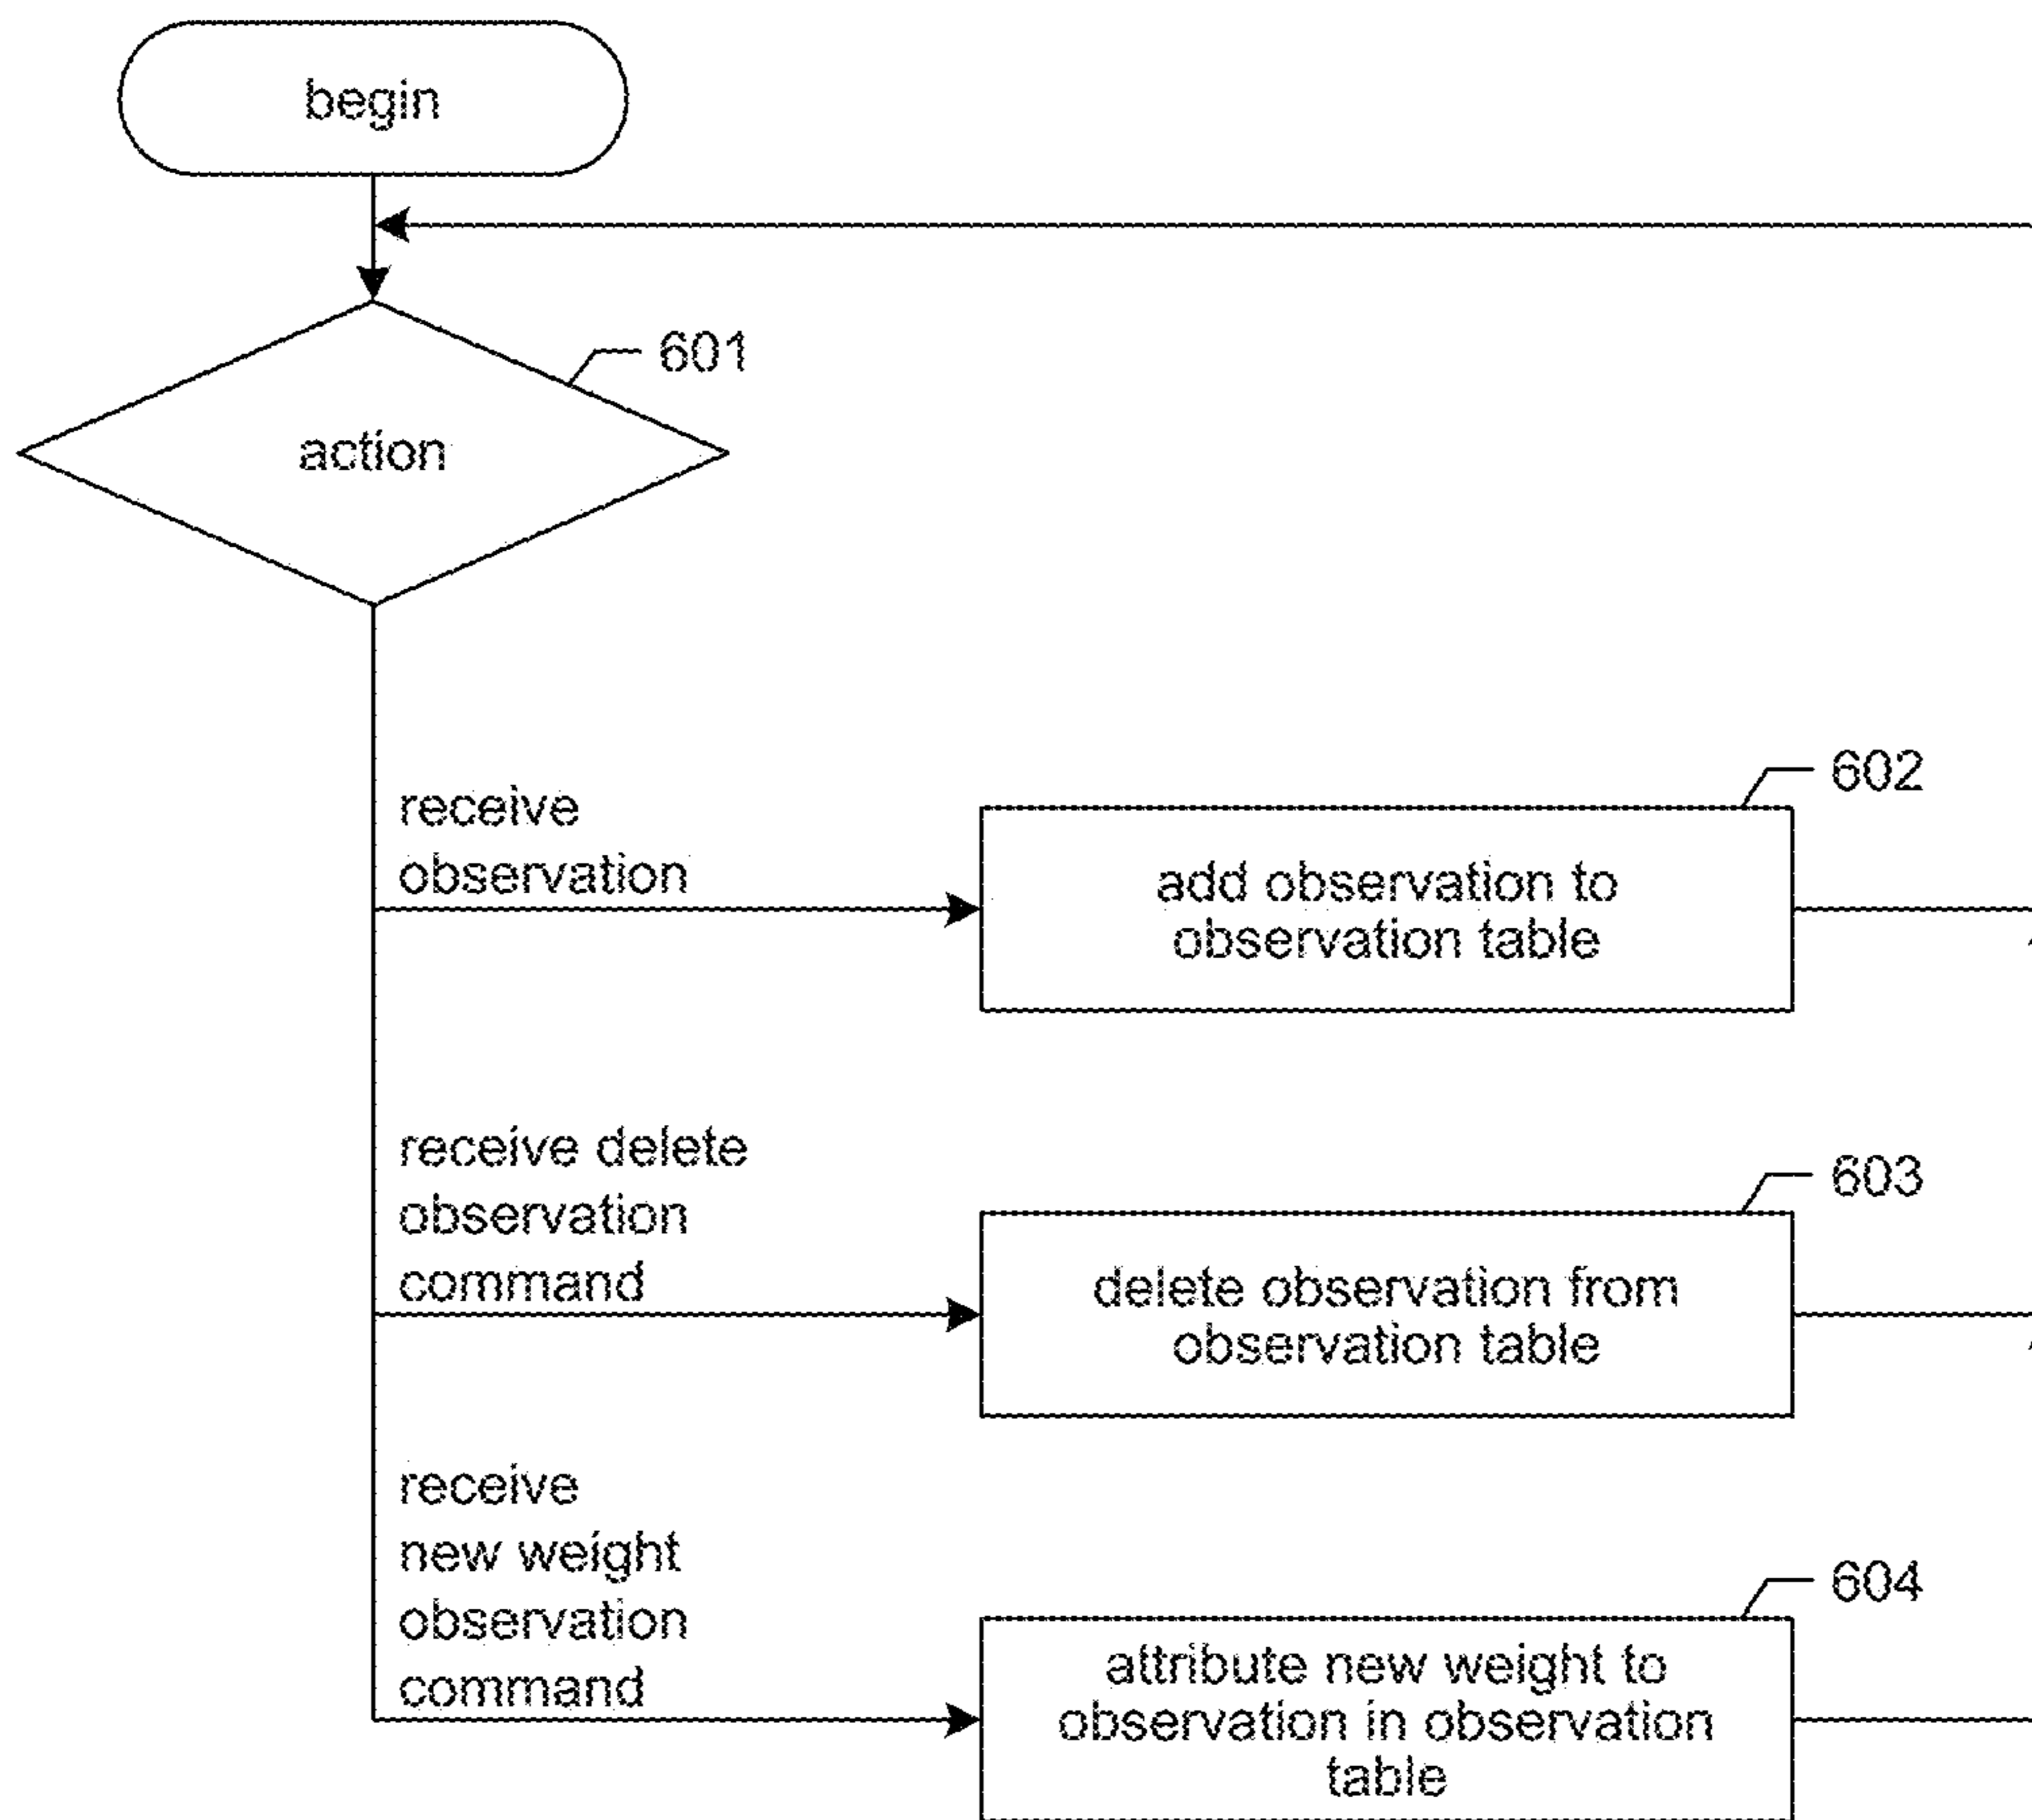 begin
601
action
602
receive
observation
add observation to
observation table
603
receive delete
observation
command
delete observation from
observation table
604
receive
new weight
observation
command
attribute new weight to
observation in observation
table